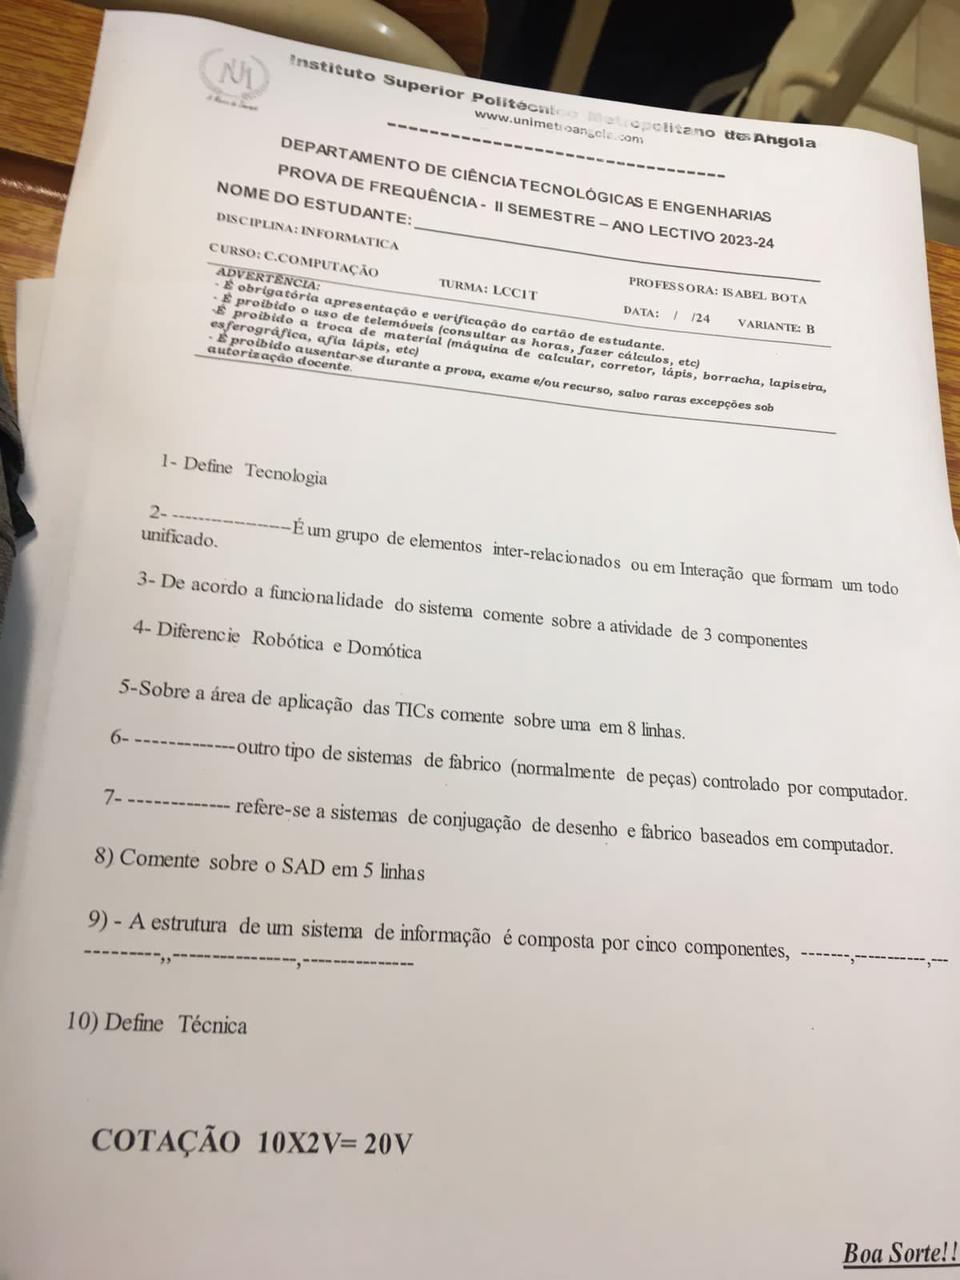 Instituto Superior Politécnico Metropolitano de Angola
www.unimetroangola.com
------------------------------------
DEPARTAMENTO DE CIÊNCIA TECNOLÓGICAS E ENGENHARIAS
PROVA DE FREQUÊNCIA - II SEMESTRE – ANO LECTIVO 2023-24
NOME DO ESTUDANTE:
DISCIPLINA: INFORMATICA
PROFESSORA: ISABEL BOTA
CURSO: C.COMPUTAÇÃO TURMA: LCC1T DATA: / /24 VARIANTE: B
ADVERTÊNCIA:
- É obrigatória apresentação e verificação do cartão de estudante.
- É proibido o uso de telemóveis (consultar as horas, fazer cálculos, etc)
-É proibido a troca de material (máquina de calcular, corretor, lápis, borracha, lapiseira,
esferográfica, afia lápis, etc)
- É proibido ausentar-se durante a prova, exame e/ou recurso, salvo raras excepções sob
autorização docente.
1- Define Tecnologia
2- -------------------É um grupo de elementos inter-relacionados ou em Interação que formam um todo
unificado.
3- De acordo a funcionalidade do sistema comente sobre a atividade de 3 componentes
4- Diferencie Robótica e Domótica
5-Sobre a área de aplicação das TICs comente sobre uma em 8 linhas.
6- -------------outro tipo de sistemas de fabrico (normalmente de peças) controlado por computador.
7- ------------- refere-se a sistemas de conjugação de desenho e fabrico baseados em computador.
8) Comente sobre o SAD em 5 linhas
9) - A estrutura de um sistema de informação é composta por cinco componentes, -------,-----------,---
---------,,---------------,--------------
10) Define Técnica
COTAÇÃO 10X2V= 20V
Boa Sorte!!